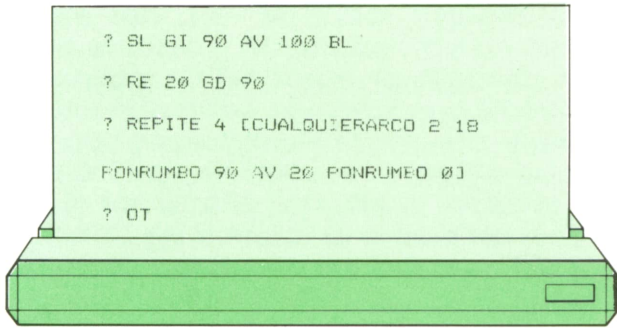 ? SL GI 90 AV 100 BL
? RE 20 GD 90
? REPITE 4 [CUALQUIERARCO 2 18
PONRUMBO 90 AV 20 PONRUMBO 0]
? OT